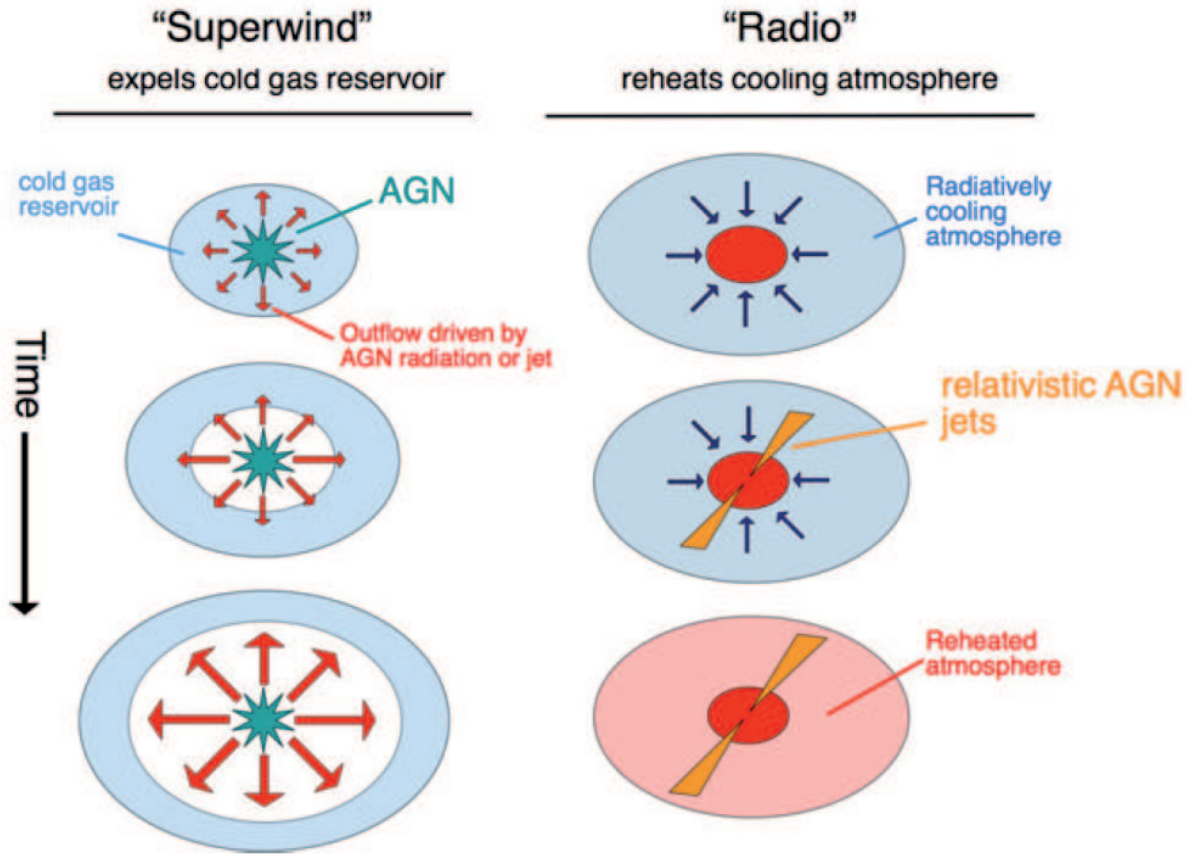 “Superwind”
expels cold gas reservoir
“Radio”
reheats cooling atmosphere
cold gas
reservoir
AGN
Outflow driven by
AGN radiation or jet
Time
Radiatively
cooling
atmosphere
relativistic AGN
jets
Reheated
atmosphere